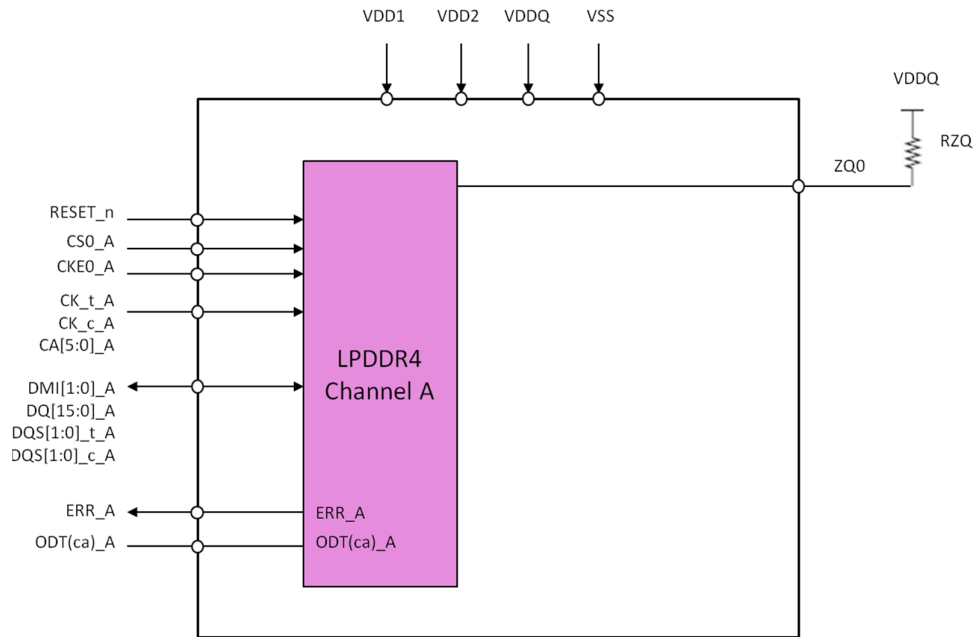 VDD1
VDD2
VDDQ
VSS
VDDQ
RZQ
ZQ0
RESET_n
CS0_A
CKE0_A
CK_t_A
CK_c_A
CA[5:0]_A
LPDDR4
Channel A
DMI[1:0]_A
DQ[15:0]_A
DQS[1:0]_t_A
DQS[1:0]_c_A
ERR_A
ERR_A
ODT(ca)_A
ODT(ca)_A